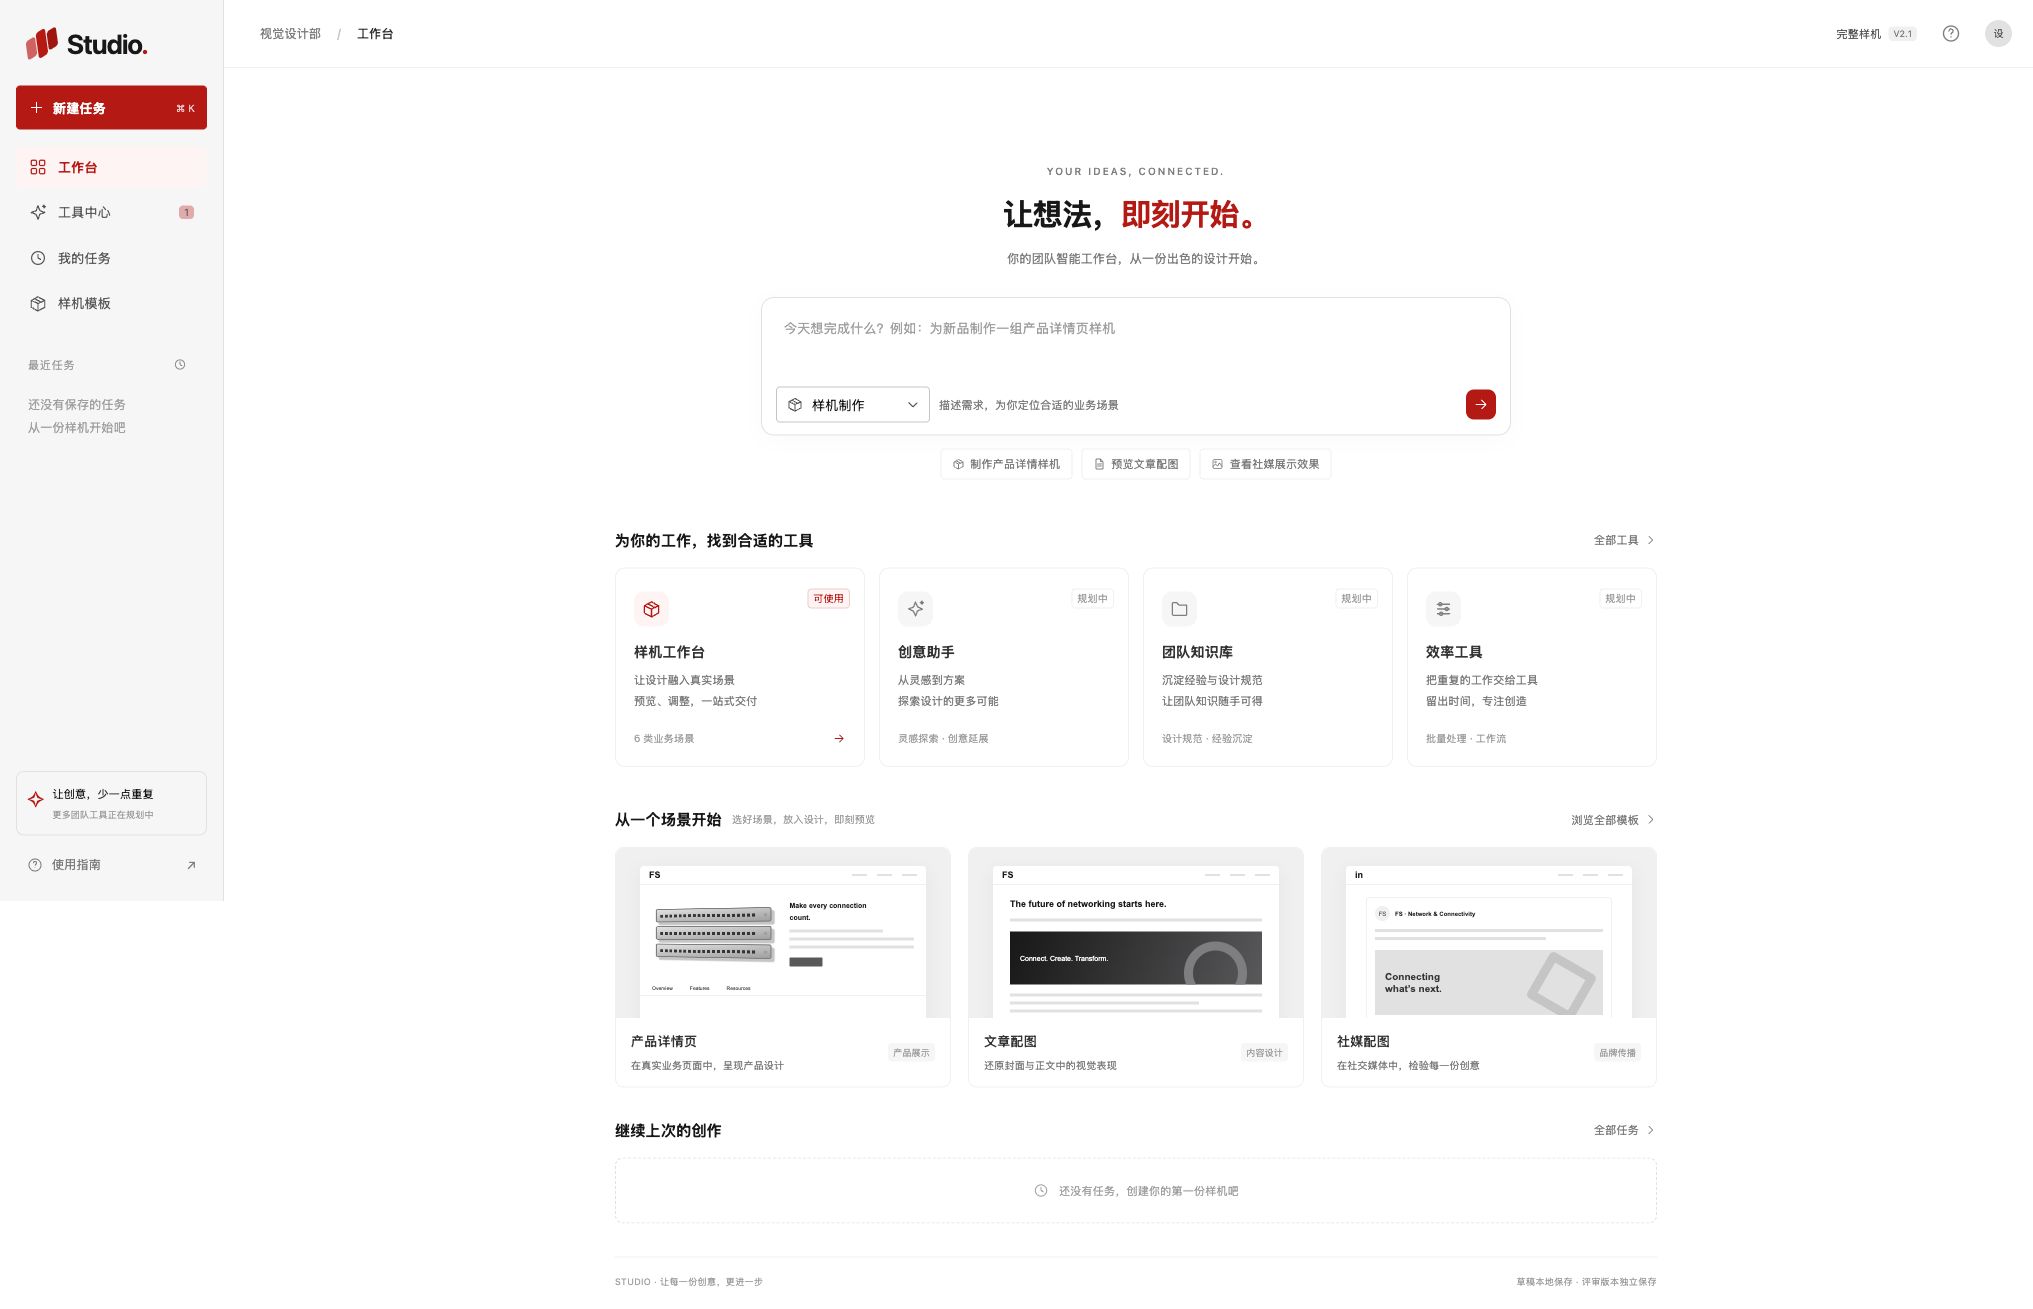 Studio.
新建任务 ⌘ K
工作台
工具中心 1
我的任务
样机模板
最近任务
还没有保存的任务
从一份样机开始吧
让创意，少一点重复
更多团队工具正在规划中
使用指南
视觉设计部 / 工作台
完整样机 V2.1 设
YOUR IDEAS, CONNECTED.
让想法，即刻开始。
你的团队智能工作台，从一份出色的设计开始。
今天想完成什么？例如：为新品制作一组产品详情页样机
样机制作 描述需求，为你定位合适的业务场景
制作产品详情样机 预览文章配图 查看社媒展示效果
为你的工作，找到合适的工具 全部工具
可使用
样机工作台
让设计融入真实场景
预览、调整，一站式交付
6 类业务场景
规划中
创意助手
从灵感到方案
探索设计的更多可能
灵感探索 · 创意延展
规划中
团队知识库
沉淀经验与设计规范
让团队知识随手可得
设计规范 · 经验沉淀
规划中
效率工具
把重复的工作交给工具
留出时间，专注创造
批量处理 · 工作流
从一个场景开始 选好场景，放入设计，即刻预览 浏览全部模板
FS
Make every connection
count.
Overview Features Resources
产品详情页
在真实业务页面中，呈现产品设计
产品展示
FS
The future of networking starts here.
Connect. Create. Transform.
文章配图
还原封面与正文中的视觉表现
内容设计
in
FS FS · Network & Connectivity
Connecting
what's next.
社媒配图
在社交媒体中，检验每一份创意
品牌传播
继续上次的创作 全部任务
还没有任务，创建你的第一份样机吧
STUDIO · 让每一份创意，更进一步
草稿本地保存 · 评审版本独立保存